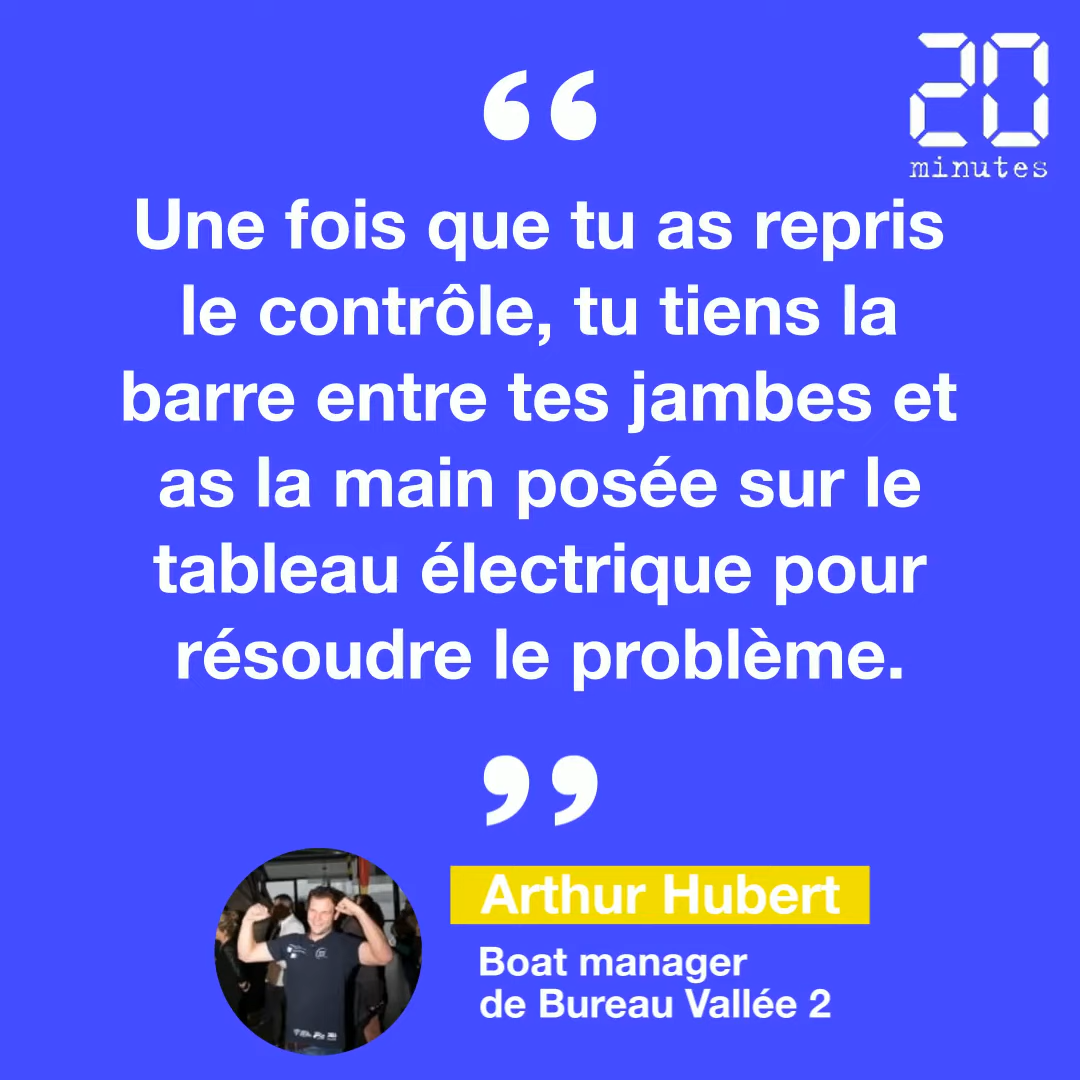 20
minutes
“
Une fois que tu as repris
le contrôle, tu tiens la
barre entre tes jambes et
as la main posée sur le
tableau électrique pour
résoudre le problème.
”
Arthur Hubert
Boat manager
de Bureau Vallée 2